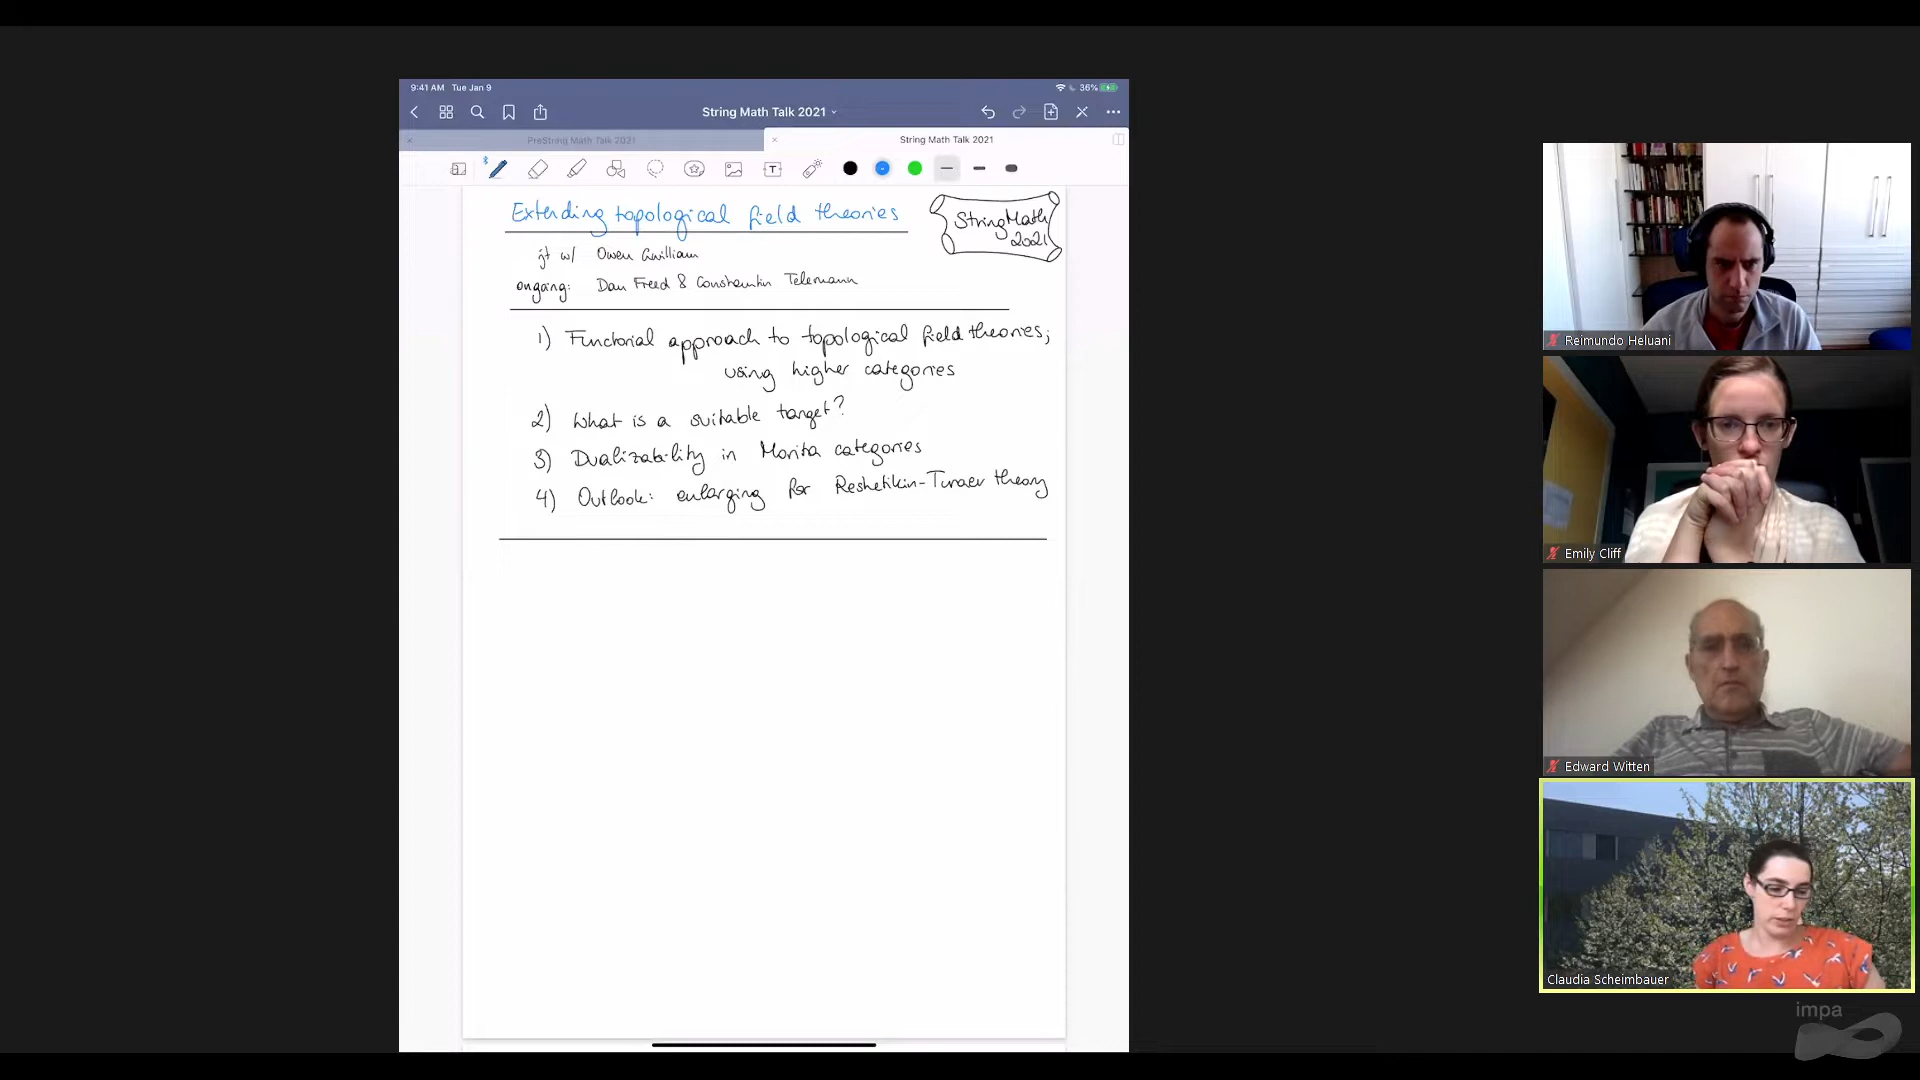 9:41 AM Tue Jan 9
36%
String Math Talk 2021
PreString Math Talk 2021
String Math Talk 2021
Extending topological field theories
StringMath
2021
jt w/ Owen Gwilliam
ongoing: Dan Freed & Constantin Teleman
1) Functorial approach to topological field theories;
using higher categories
2) What is a suitable target?
3) Dualizability in Morita categories
4) Outlook: enlarging for Reshetikin-Turaev theory
Reimundo Heluani
Emily Cliff
Edward Witten
Claudia Scheimbauer
impa